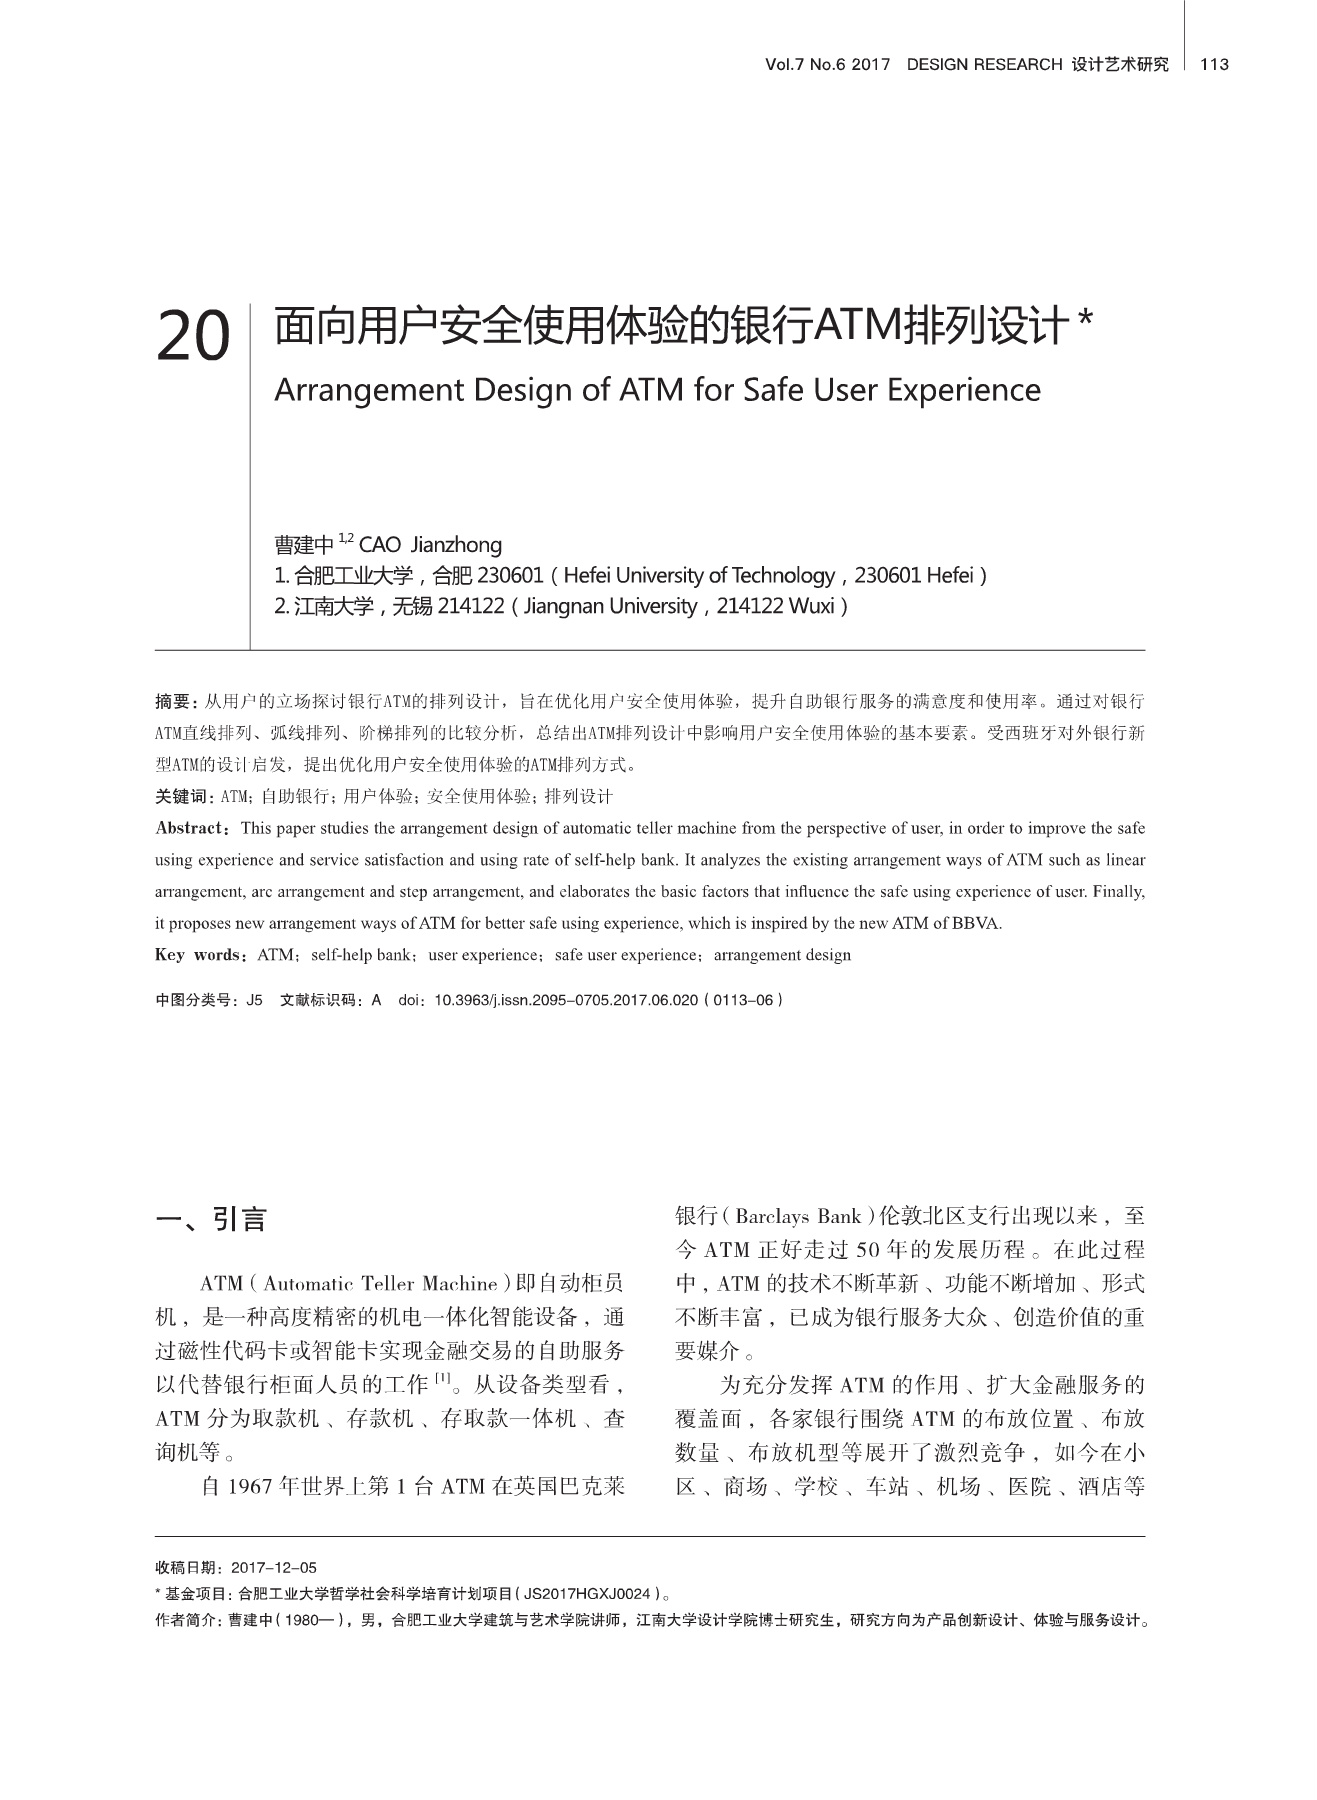 Vol.7 No.6 2017 DESIGN RESEARCH 设计艺术研究 113
20
面向用户安全使用体验的银行ATM排列设计*
Arrangement Design of ATM for Safe User Experience
曹建中 1,2 CAO Jianzhong
1. 合肥工业大学，合肥 230601（Hefei University of Technology，230601 Hefei）
2. 江南大学，无锡 214122（Jiangnan University，214122 Wuxi）
摘要：从用户的立场探讨银行ATM的排列设计，旨在优化用户安全使用体验，提升自助银行服务的满意度和使用率。通过对银行
ATM直线排列、弧线排列、阶梯排列的比较分析，总结出ATM排列设计中影响用户安全使用体验的基本要素。受西班牙对外银行新
型ATM的设计启发，提出优化用户安全使用体验的ATM排列方式。
关键词：ATM；自助银行；用户体验；安全使用体验；排列设计
Abstract：This paper studies the arrangement design of automatic teller machine from the perspective of user, in order to improve the safe
using experience and service satisfaction and using rate of self-help bank. It analyzes the existing arrangement ways of ATM such as linear
arrangement, arc arrangement and step arrangement, and elaborates the basic factors that influence the safe using experience of user. Finally,
it proposes new arrangement ways of ATM for better safe using experience, which is inspired by the new ATM of BBVA.
Key words：ATM；self-help bank；user experience；safe user experience；arrangement design
中图分类号：J5 文献标识码：A doi：10.3963/j.issn.2095-0705.2017.06.020（0113-06）
一、引言
ATM（Automatic Teller Machine）即自动柜员
机，是一种高度精密的机电一体化智能设备，通
过磁性代码卡或智能卡实现金融交易的自助服务
以代替银行柜面人员的工作[1]。从设备类型看，
ATM 分为取款机、存款机、存取款一体机、查
询机等。
自 1967 年世界上第 1 台 ATM 在英国巴克莱
银行（Barclays Bank）伦敦北区支行出现以来，至
今 ATM 正好走过 50 年的发展历程。在此过程
中，ATM 的技术不断革新、功能不断增加、形式
不断丰富，已成为银行服务大众、创造价值的重
要媒介。
为充分发挥 ATM 的作用、扩大金融服务的
覆盖面，各家银行围绕 ATM 的布放位置、布放
数量、布放机型等展开了激烈竞争，如今在小
区、商场、学校、车站、机场、医院、酒店等
收稿日期：2017-12-05
* 基金项目：合肥工业大学哲学社会科学培育计划项目（JS2017HGXJ0024）。
作者简介：曹建中（1980—），男，合肥工业大学建筑与艺术学院讲师，江南大学设计学院博士研究生，研究方向为产品创新设计、体验与服务设计。